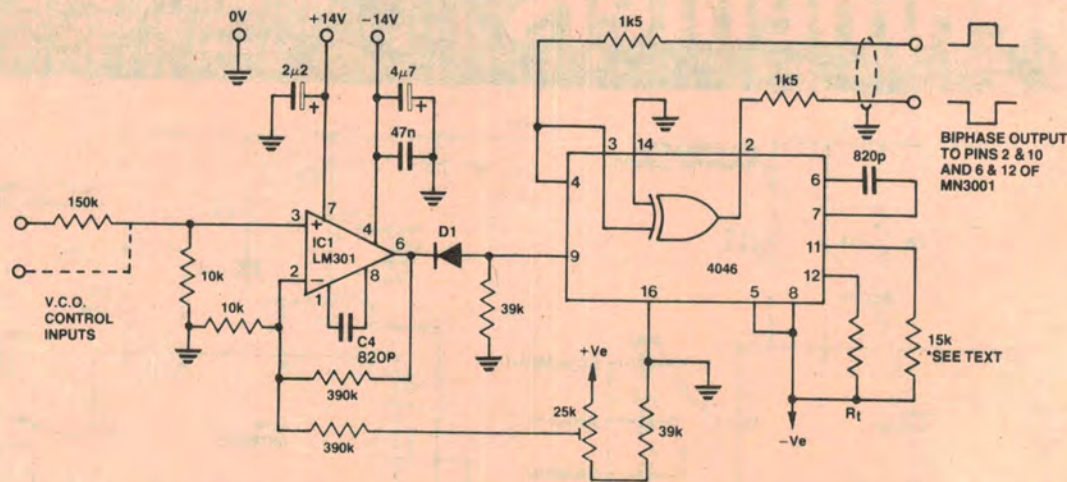 0V
+14V
−14V
2µ2
+
4µ7
+
47n
150k
10k
10k
V.C.O.
CONTROL
INPUTS
3
+
2
−
IC1
LM301
7
4
6
8
1
C4
820P
D1
39k
390k
390k
25k
+Ve
39k
1k5
1k5
3
14
2
4
9
4046
16
5
8
6
7
11
12
820p
15k
*SEE TEXT
Rt
−Ve
BIPHASE OUTPUT
TO PINS 2 & 10
AND 6 & 12 OF
MN3001